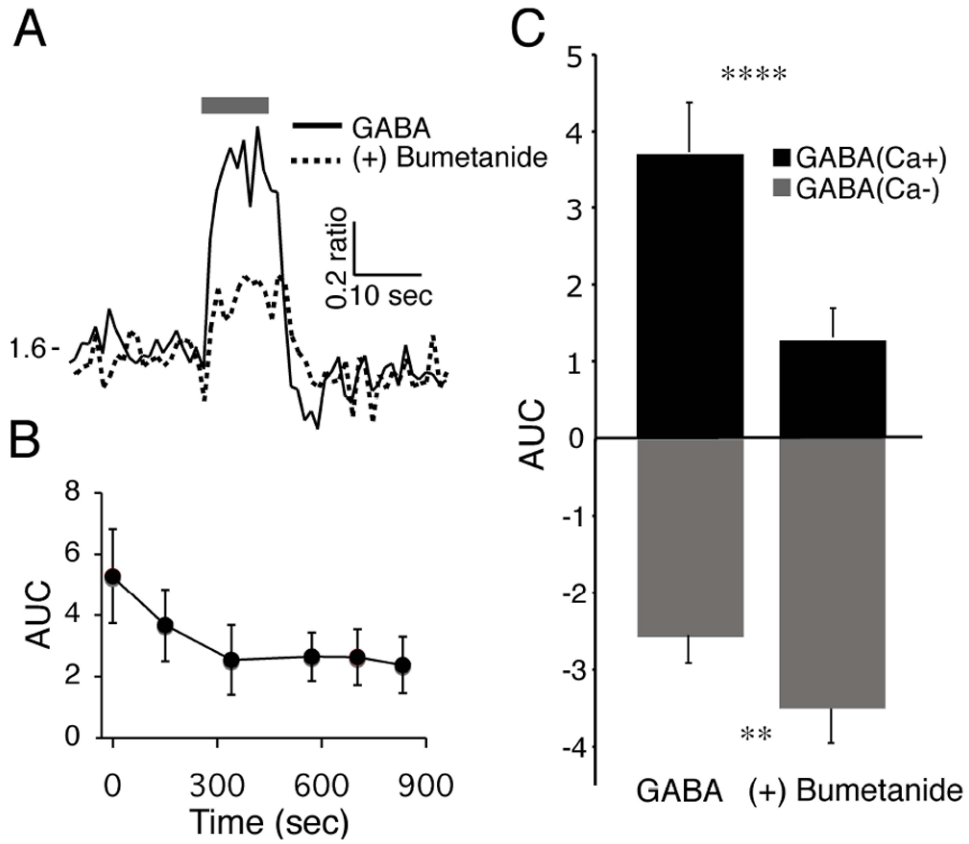 A
GABA
(+) Bumetanide
0.2 ratio
10 sec
1.6-
B
8
6
4
2
0
AUC
0 300 600 900
Time (sec)
C
5
4
3
2
1
0
-1
-2
-3
-4
AUC
****
GABA(Ca+)
GABA(Ca-)
**
GABA (+) Bumetanide